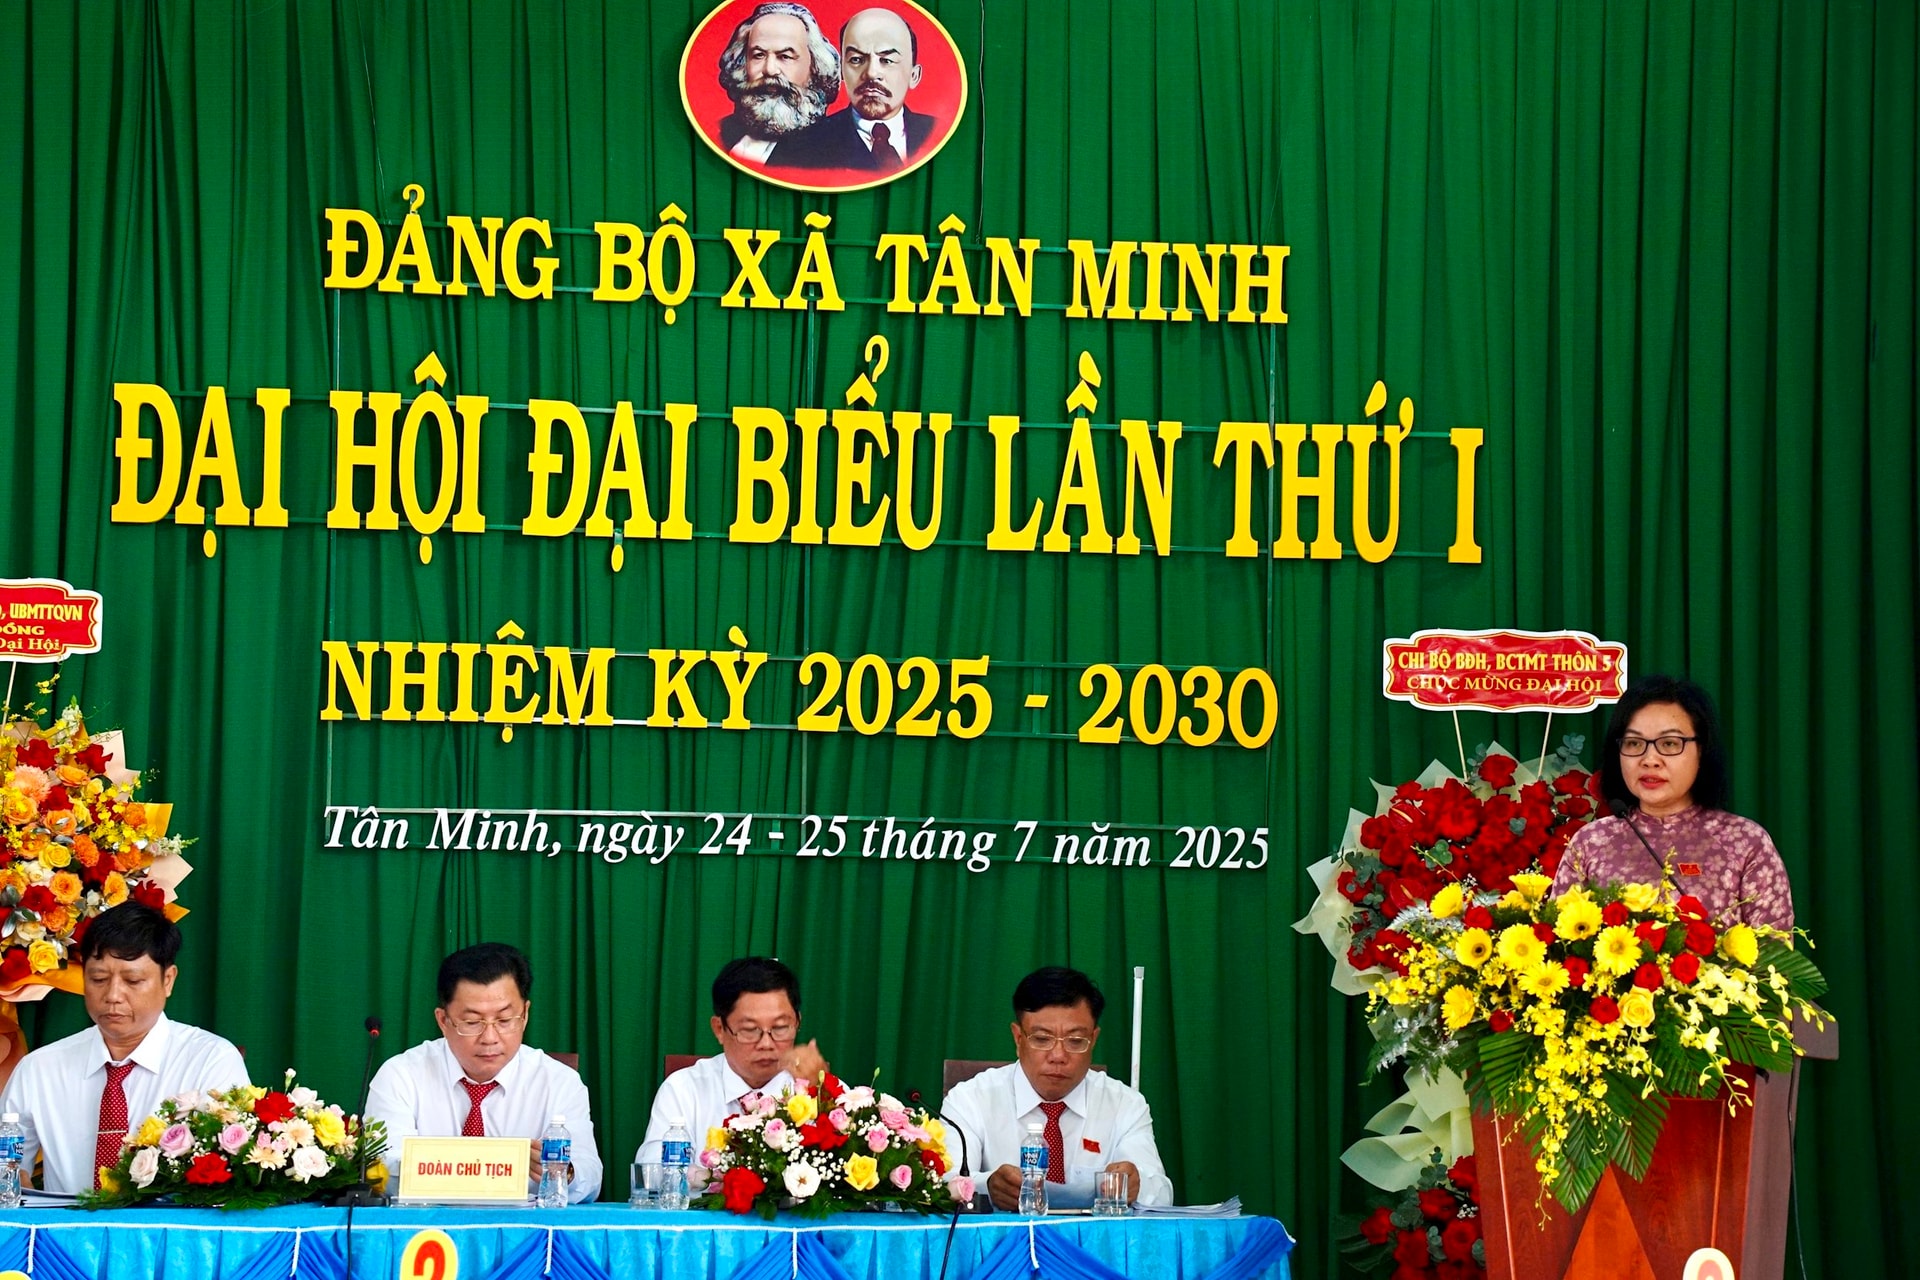 ĐẢNG BỘ XÃ TÂN MINH
ĐẠI HỘI ĐẠI BIỂU LẦN THỨ I
NHIỆM KỲ 2025 - 2030
Tân Minh, ngày 24 - 25 tháng 7 năm 2025
, UBMTTQVN
ĐỒNG
Đại Hội
CHI BỘ BĐH, BCTMT THÔN 5
CHÚC MỪNG ĐẠI HỘI
ĐOÀN CHỦ TỊCH
2